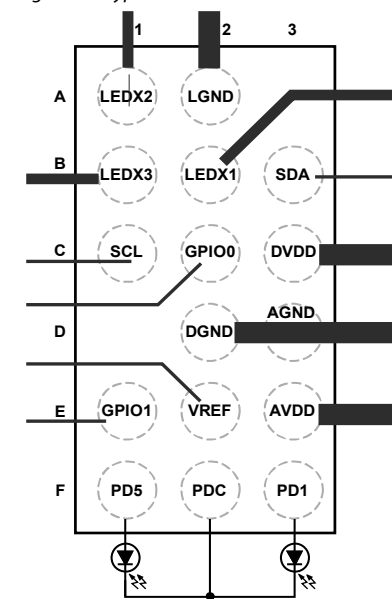 1 2 3
A LEDX2 LGND
B LEDX3 LEDX1 SDA
C SCL GPIO0 DVDD
AGND
D DGND
E GPIO1 VREF AVDD
F PD5 PDC PD1